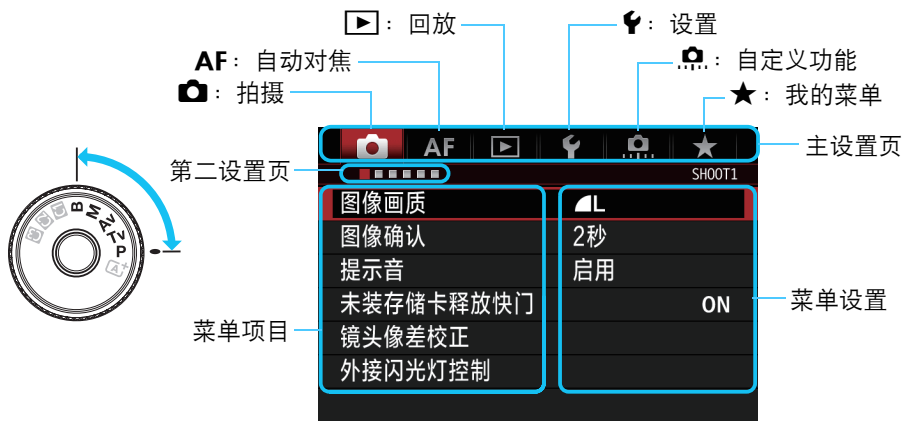 ：回放
：设置
AF：自动对焦
：自定义功能
：拍摄
：我的菜单
AF
主设置页
第二设置页
SHOOT1
图像画质
L
图像确认
2秒
提示音
启用
未装存储卡释放快门
ON
镜头像差校正
外接闪光灯控制
菜单项目
菜单设置
C3
C2
C1
B
M
Av
Tv
P
A+